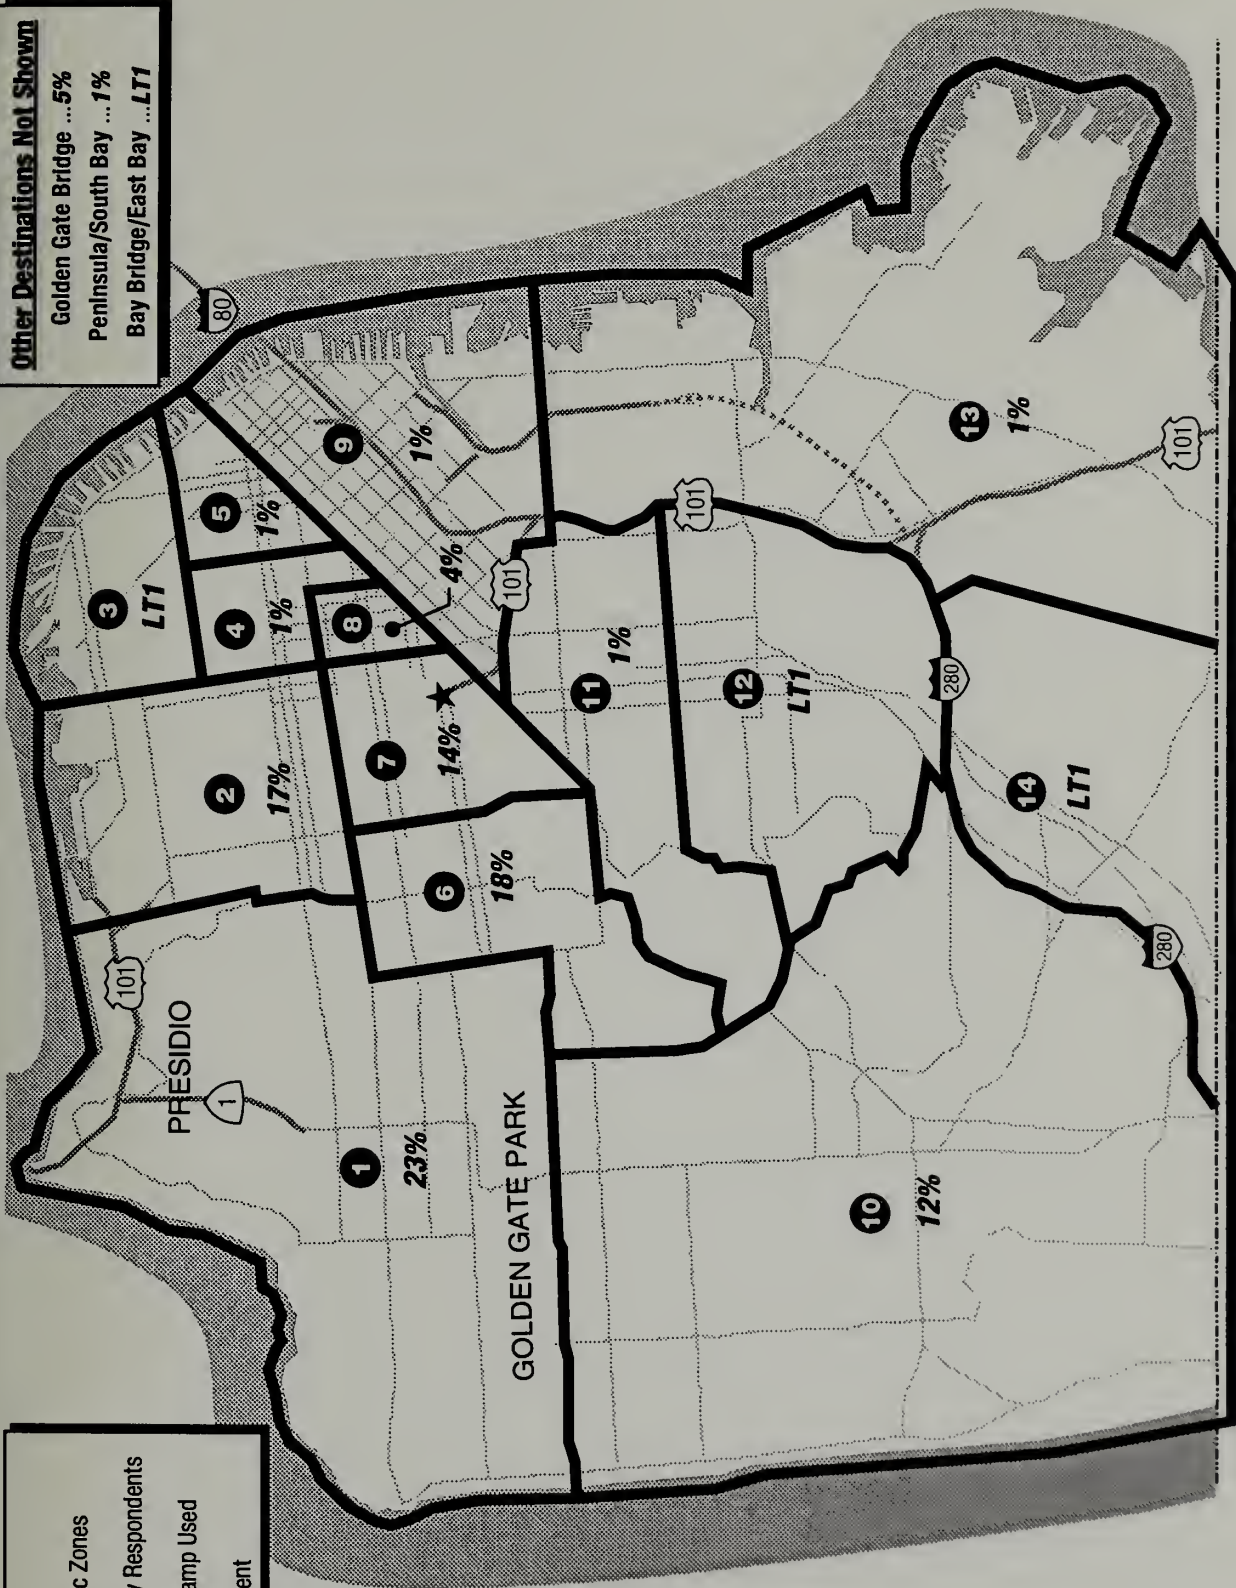 Other Destinations Not Shown
Golden Gate Bridge ...5%
Peninsula/South Bay ...1%
Bay Bridge/East Bay ...LT1
Zones
Respondents
Used
80
3
LT1
5
1%
4
1%
8
4%
9
1%
2
17%
7
14%
6
18%
101
PRESIDIO
1
1
23%
GOLDEN GATE PARK
101
11
1%
101
12
LT1
13
1%
101
280
14
LT1
280
10
12%